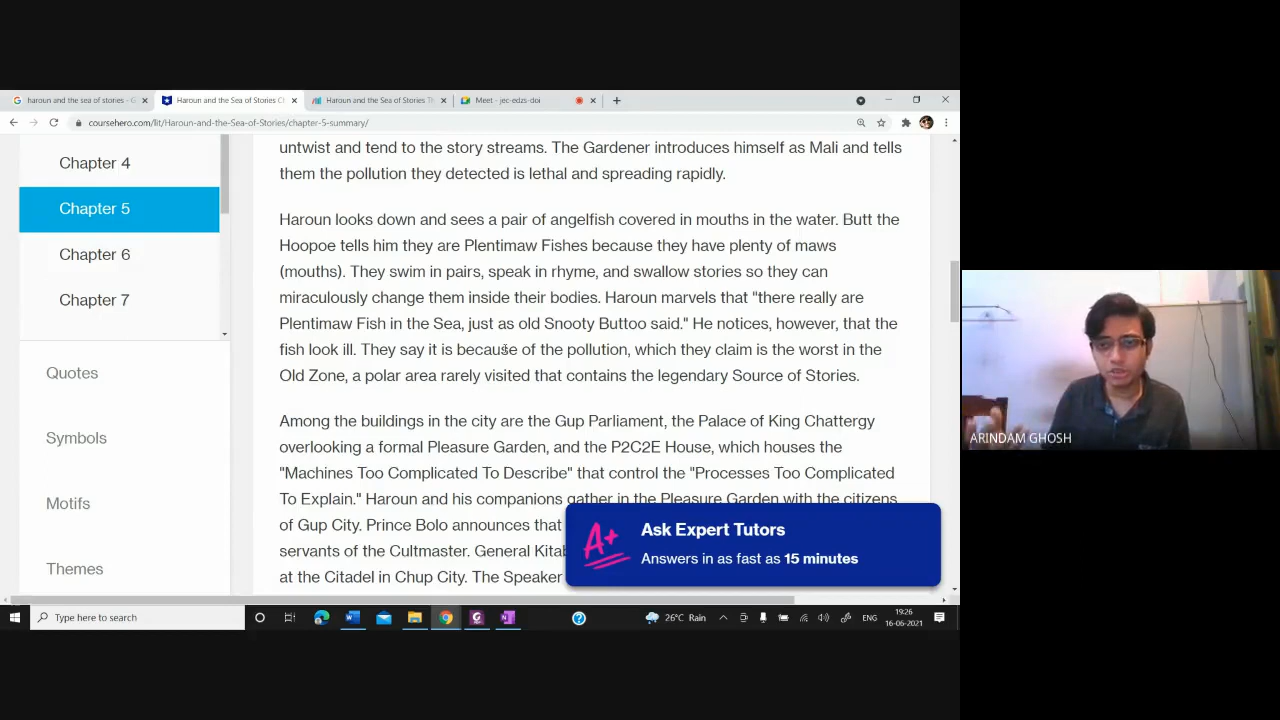 haroun and the sea of stories - G
Haroun and the Sea of Stories Ch
Haroun and the Sea of Stories Th
Meet - jec-edzs-doi
coursehero.com/lit/Haroun-and-the-Sea-of-Stories/chapter-5-summary/
Chapter 4
Chapter 5
Chapter 6
Chapter 7
Quotes
Symbols
Motifs
Themes
untwist and tend to the story streams. The Gardener introduces himself as Mali and tells
them the pollution they detected is lethal and spreading rapidly.
Haroun looks down and sees a pair of angelfish covered in mouths in the water. Butt the
Hoopoe tells him they are Plentimaw Fishes because they have plenty of maws
(mouths). They swim in pairs, speak in rhyme, and swallow stories so they can
miraculously change them inside their bodies. Haroun marvels that "there really are
Plentimaw Fish in the Sea, just as old Snooty Buttoo said." He notices, however, that the
fish look ill. They say it is because of the pollution, which they claim is the worst in the
Old Zone, a polar area rarely visited that contains the legendary Source of Stories.
Among the buildings in the city are the Gup Parliament, the Palace of King Chattergy
overlooking a formal Pleasure Garden, and the P2C2E House, which houses the
"Machines Too Complicated To Describe" that control the "Processes Too Complicated
To Explain." Haroun and his companions gather in the Pleasure Garden with the citizens
of Gup City. Prince Bolo announces that
servants of the Cultmaster. General Kitab
at the Citadel in Chup City. The Speaker
A+
Ask Expert Tutors
Answers in as fast as 15 minutes
ARINDAM GHOSH
Type here to search
26°C Rain
ENG
19:26
16-06-2021